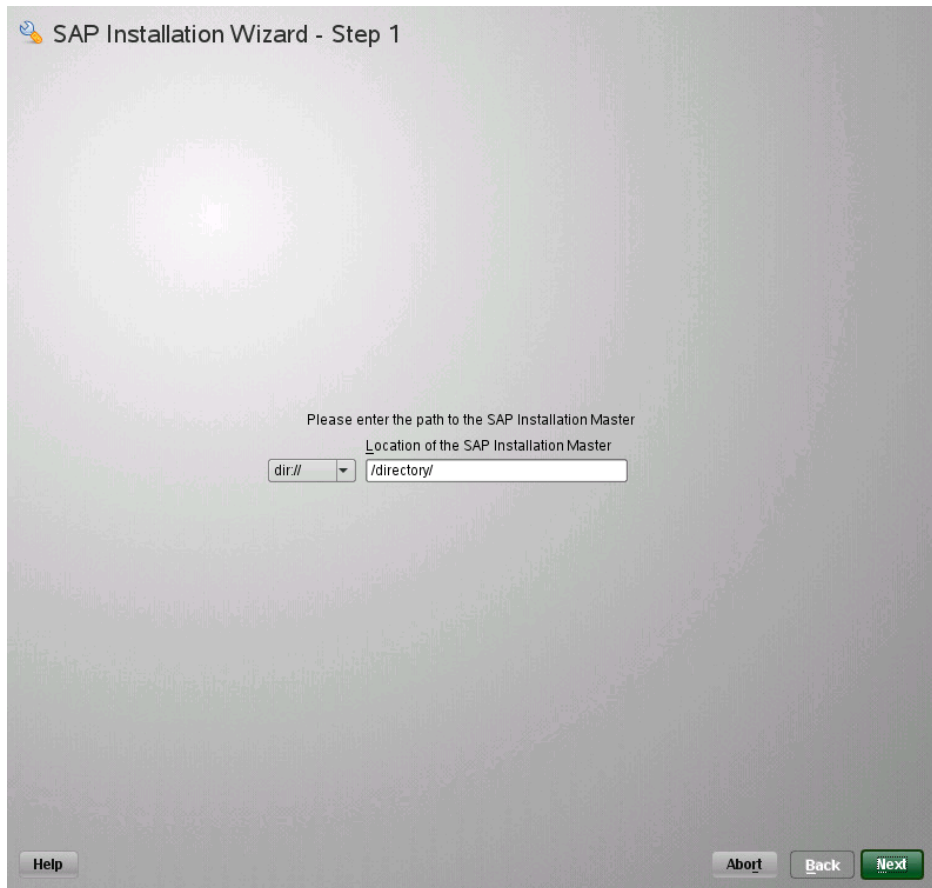 SAP Installation Wizard - Step 1
Please enter the path to the SAP Installation Master
Location of the SAP Installation Master
dir:// /directory/
Help Abort Back Next